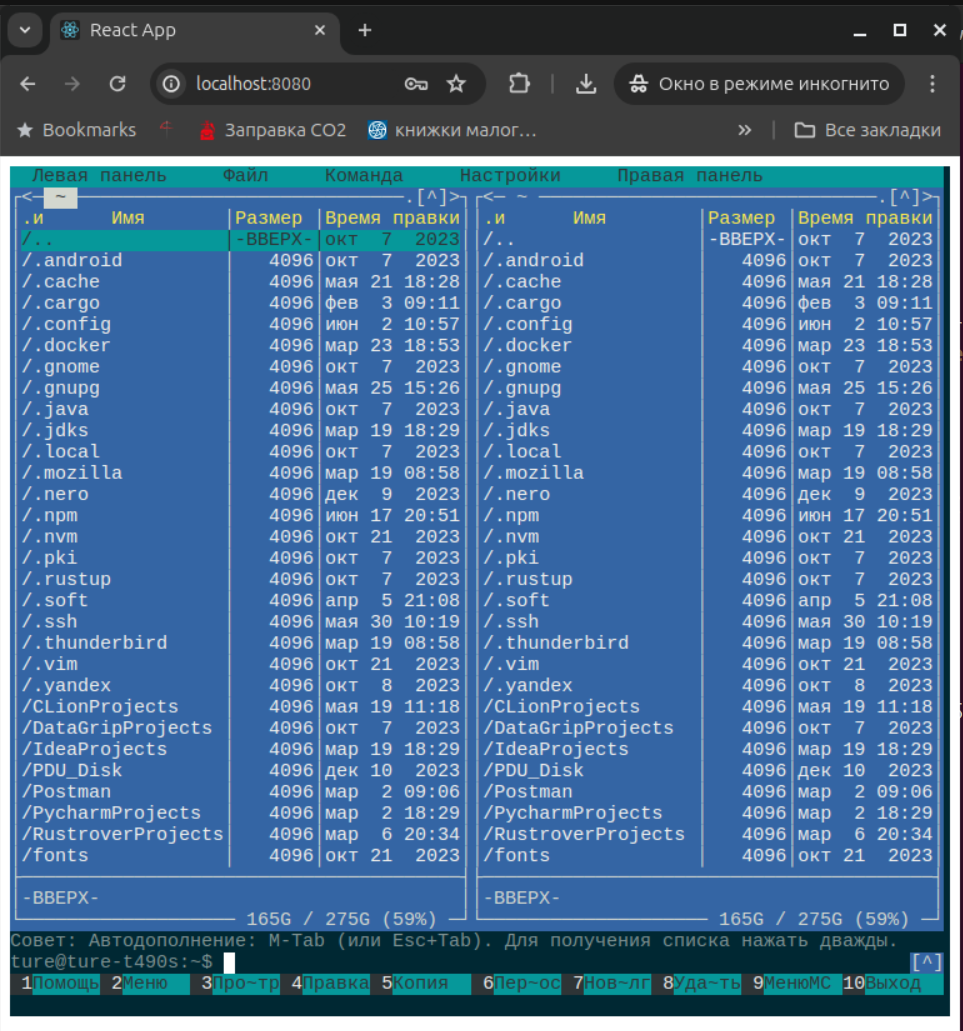 React App
localhost:8080 Окно в режиме инкогнито
Bookmarks Заправка CO2 книжки малог... » Все закладки
Левая панель Файл Команда Настройки Правая панель
<─ ~ ─.[^]>┐┌<─ ~ ─.[^]>
.и Имя |Размер |Время правки .и Имя |Размер |Время правки
/.. |-ВВЕРХ-|окт 7 2023 /.. |-ВВЕРХ-|окт 7 2023
/.android 4096|окт 7 2023 /.android 4096|окт 7 2023
/.cache 4096|мая 21 18:28 /.cache 4096|мая 21 18:28
/.cargo 4096|фев 3 09:11 /.cargo 4096|фев 3 09:11
/.config 4096|июн 2 10:57 /.config 4096|июн 2 10:57
/.docker 4096|мар 23 18:53 /.docker 4096|мар 23 18:53
/.gnome 4096|окт 7 2023 /.gnome 4096|окт 7 2023
/.gnupg 4096|мая 25 15:26 /.gnupg 4096|мая 25 15:26
/.java 4096|окт 7 2023 /.java 4096|окт 7 2023
/.jdks 4096|мар 19 18:29 /.jdks 4096|мар 19 18:29
/.local 4096|окт 7 2023 /.local 4096|окт 7 2023
/.mozilla 4096|мар 19 08:58 /.mozilla 4096|мар 19 08:58
/.nero 4096|дек 9 2023 /.nero 4096|дек 9 2023
/.npm 4096|июн 17 20:51 /.npm 4096|июн 17 20:51
/.nvm 4096|окт 21 2023 /.nvm 4096|окт 21 2023
/.pki 4096|окт 7 2023 /.pki 4096|окт 7 2023
/.rustup 4096|окт 7 2023 /.rustup 4096|окт 7 2023
/.soft 4096|апр 5 21:08 /.soft 4096|апр 5 21:08
/.ssh 4096|мая 30 10:19 /.ssh 4096|мая 30 10:19
/.thunderbird 4096|мар 19 08:58 /.thunderbird 4096|мар 19 08:58
/.vim 4096|окт 21 2023 /.vim 4096|окт 21 2023
/.yandex 4096|окт 8 2023 /.yandex 4096|окт 8 2023
/CLionProjects 4096|мая 19 11:18 /CLionProjects 4096|мая 19 11:18
/DataGripProjects 4096|окт 7 2023 /DataGripProjects 4096|окт 7 2023
/IdeaProjects 4096|мар 19 18:29 /IdeaProjects 4096|мар 19 18:29
/PDU_Disk 4096|дек 10 2023 /PDU_Disk 4096|дек 10 2023
/Postman 4096|мар 2 09:06 /Postman 4096|мар 2 09:06
/PycharmProjects 4096|мар 2 18:29 /PycharmProjects 4096|мар 2 18:29
/RustroverProjects 4096|мар 6 20:34 /RustroverProjects 4096|мар 6 20:34
/fonts 4096|окт 21 2023 /fonts 4096|окт 21 2023
-ВВЕРХ- -ВВЕРХ-
165G / 275G (59%) 165G / 275G (59%)
Совет: Автодополнение: M-Tab (или Esc+Tab). Для получения списка нажать дважды.
ture@ture-t490s:~$ [^]
1Помощь 2Меню 3Про~тр 4Правка 5Копия 6Пер~ос 7Нов~лг 8Уда~ть 9МенюМС 10Выход